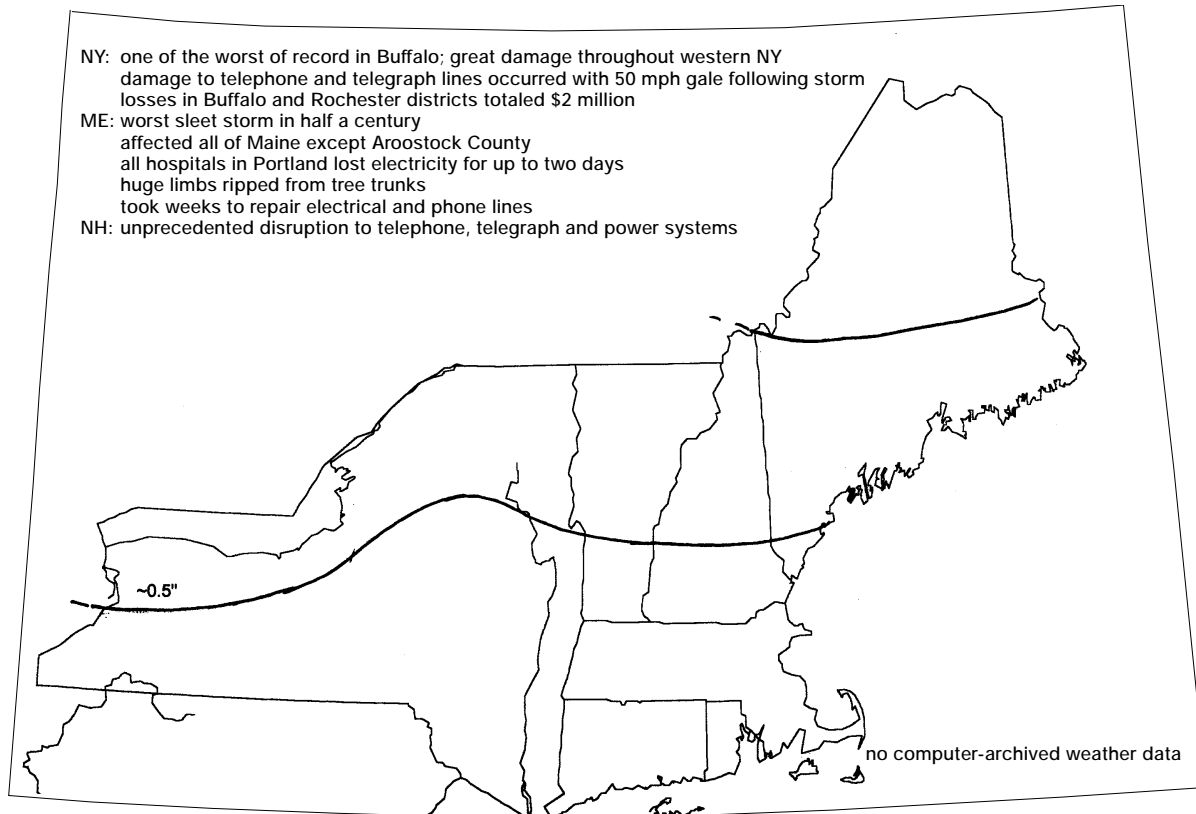 NY: one of the worst of record in Buffalo; great damage throughout western NY
damage to telephone and telegraph lines occurred with 50 mph gale following storm
losses in Buffalo and Rochester districts totaled $2 million
ME: worst sleet storm in half a century
affected all of Maine except Aroostock County
all hospitals in Portland lost electricity for up to two days
huge limbs ripped from tree trunks
took weeks to repair electrical and phone lines
NH: unprecedented disruption to telephone, telegraph and power systems
~0.5"
no computer-archived weather data